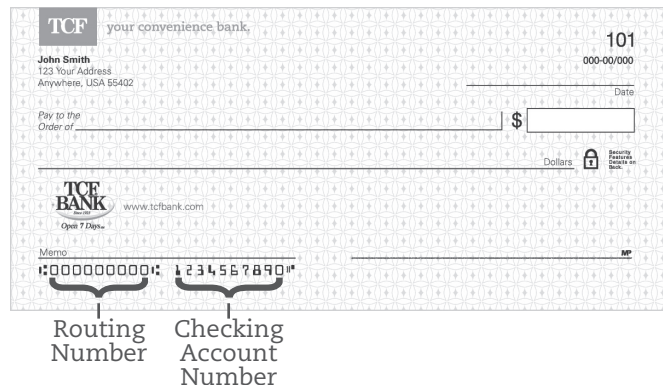 TCF your convenience bank.
101
John Smith 000-00/000
123 Your Address
Anywhere, USA 55402
Date
Pay to the
Order of $
Dollars
Security
Features
Details on
Back.
TCF
BANK
Since 1923
www.tcfbank.com
Open 7 Days
Memo MP
⑆000000000⑆ 1234567890⑈
Routing Checking
Number Account
Number